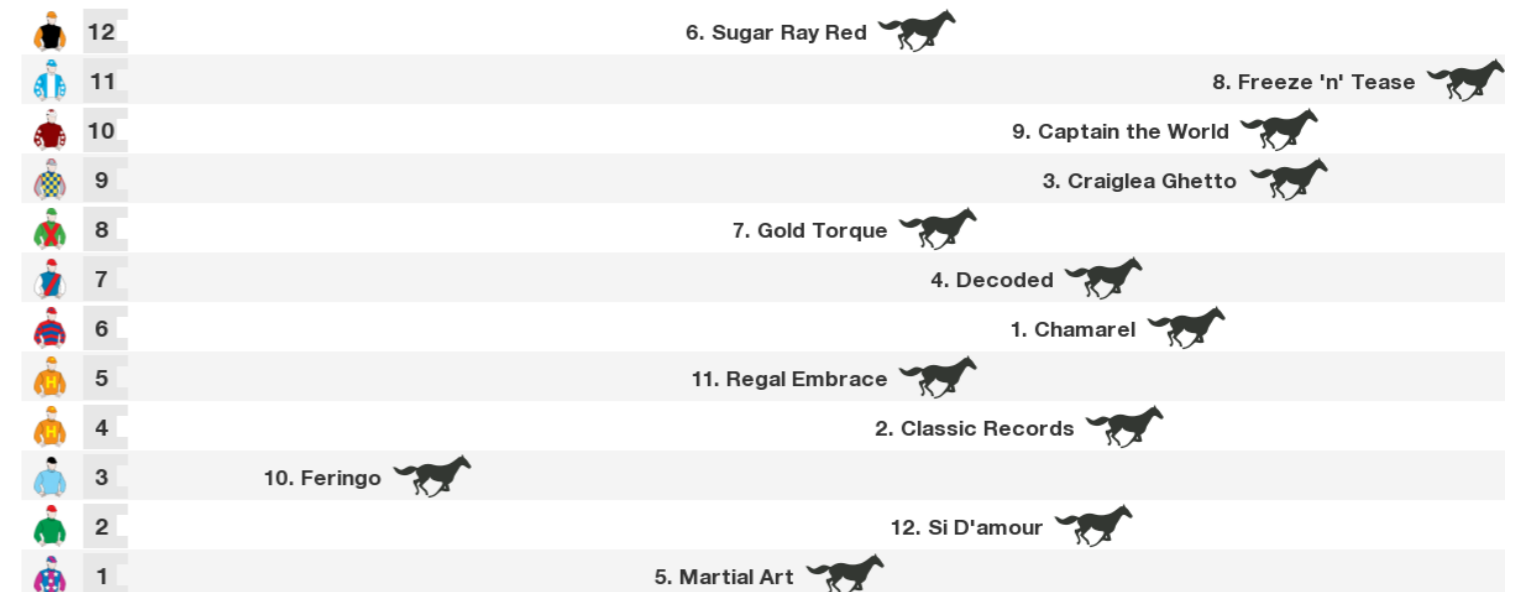 12 6. Sugar Ray Red
11 8. Freeze 'n' Tease
10 9. Captain the World
9 3. Craiglea Ghetto
8 7. Gold Torque
7 4. Decoded
6 1. Chamarel
5 11. Regal Embrace
H
4 2. Classic Records
H
3 10. Feringo
2 12. Si D'amour
1 5. Martial Art